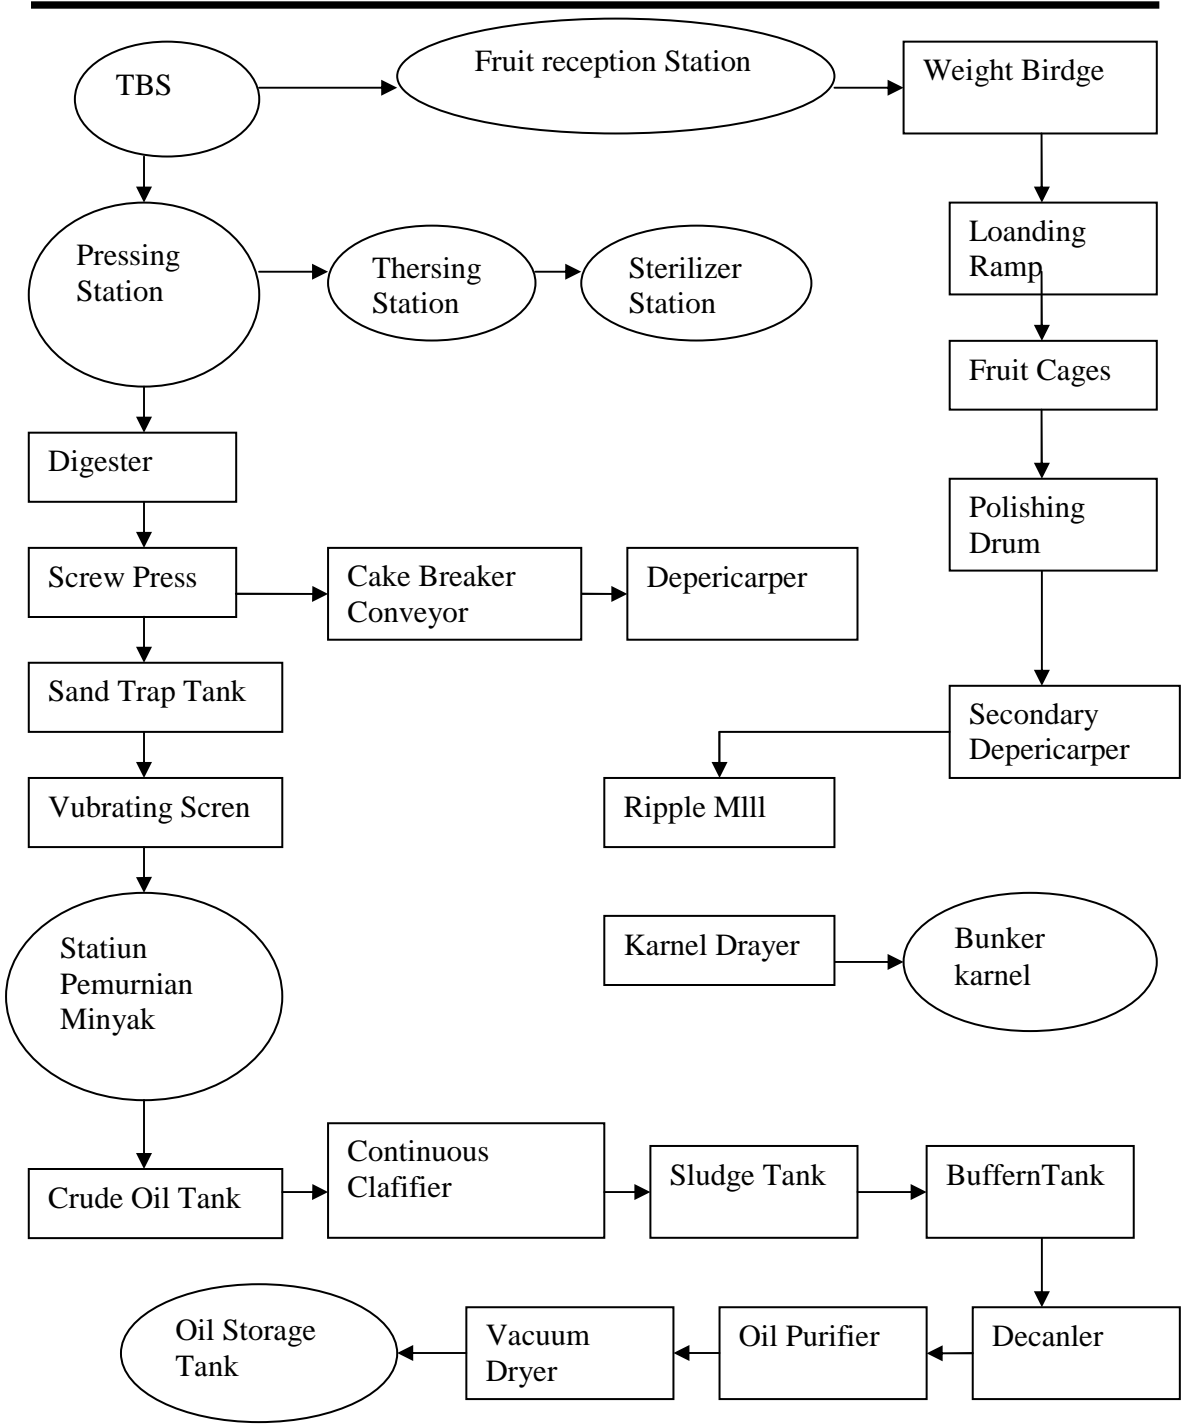 TBS
Fruit reception Station
Weight Birdge
Pressing
Station
Thersing
Station
Sterilizer
Station
Loanding
Ramp
Fruit Cages
Digester
Polishing
Drum
Screw Press
Cake Breaker
Conveyor
Depericarper
Sand Trap Tank
Secondary
Depericarper
Vubrating Scren
Ripple Mlll
Statiun
Pemurnian
Minyak
Karnel Drayer
Bunker
karnel
Crude Oil Tank
Continuous
Clafifier
Sludge Tank
BuffernTank
Oil Storage
Tank
Vacuum
Dryer
Oil Purifier
Decanler